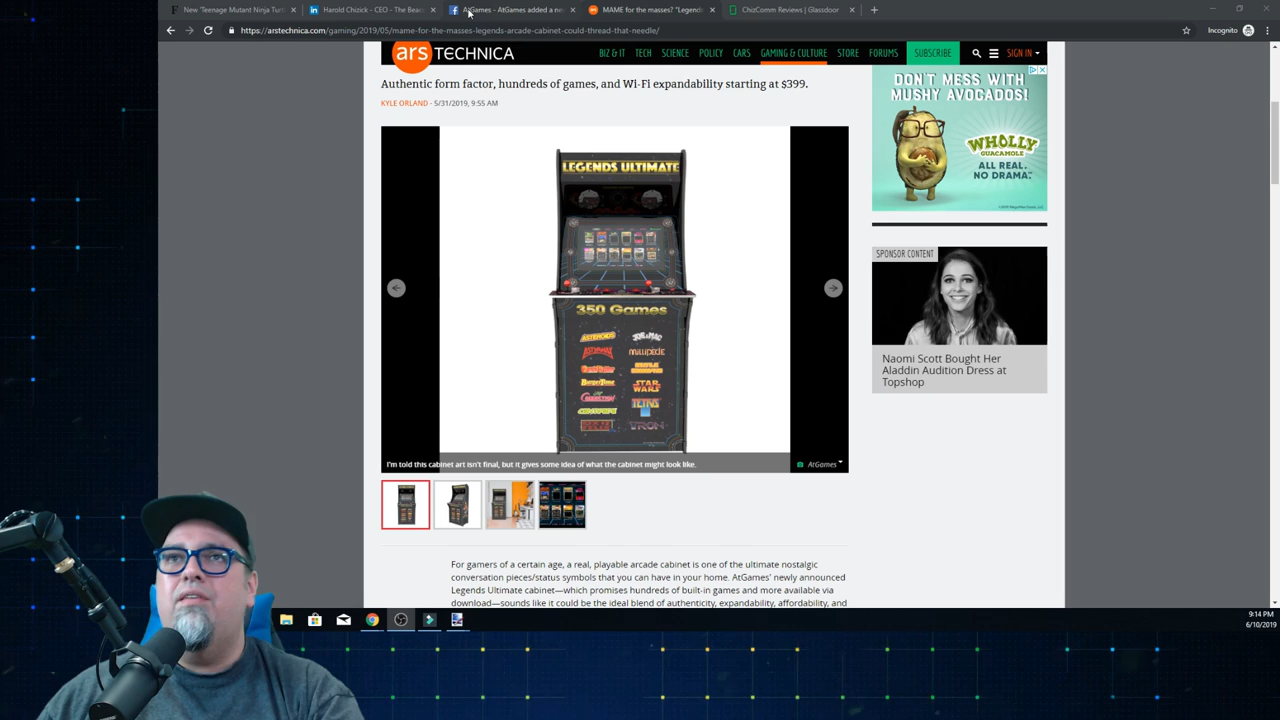 New 'Teenage Mutant Ninja Turt
Harold Chizick - CEO - The Beac
AtGames - AtGames added a ne
MAME for the masses? "Legends
ChizComm Reviews | Glassdoor
https://arstechnica.com/gaming/2019/05/mame-for-the-masses-legends-arcade-cabinet-could-thread-that-needle/
Incognito
ars TECHNICA
BIZ & IT
TECH
SCIENCE
POLICY
CARS
GAMING & CULTURE
STORE
FORUMS
SUBSCRIBE
SIGN IN
Authentic form factor, hundreds of games, and Wi-Fi expandability starting at $399.
KYLE ORLAND - 5/31/2019, 9:55 AM
DON'T MESS WITH
MUSHY AVOCADOS!
WHOLLY
GUACAMOLE
ALL REAL.
NO DRAMA.
LEGENDS ULTIMATE
350 Games
ASTEROIDS
JOE & MAC
MILLIPEDE
BURGERTIME
STAR
WARS
CENTIPEDE
TETRIS
TRON
I'm told this cabinet art isn't final, but it gives some idea of what the cabinet might look like.
AtGames
SPONSOR CONTENT
Naomi Scott Bought Her
Aladdin Audition Dress at
Topshop
For gamers of a certain age, a real, playable arcade cabinet is one of the ultimate nostalgic
conversation pieces/status symbols that you can have in your home. AtGames' newly announced
Legends Ultimate cabinet—which promises hundreds of built-in games and more available via
download—sounds like it could be the ideal blend of authenticity, expandability, affordability, and
9:14 PM
6/10/2019